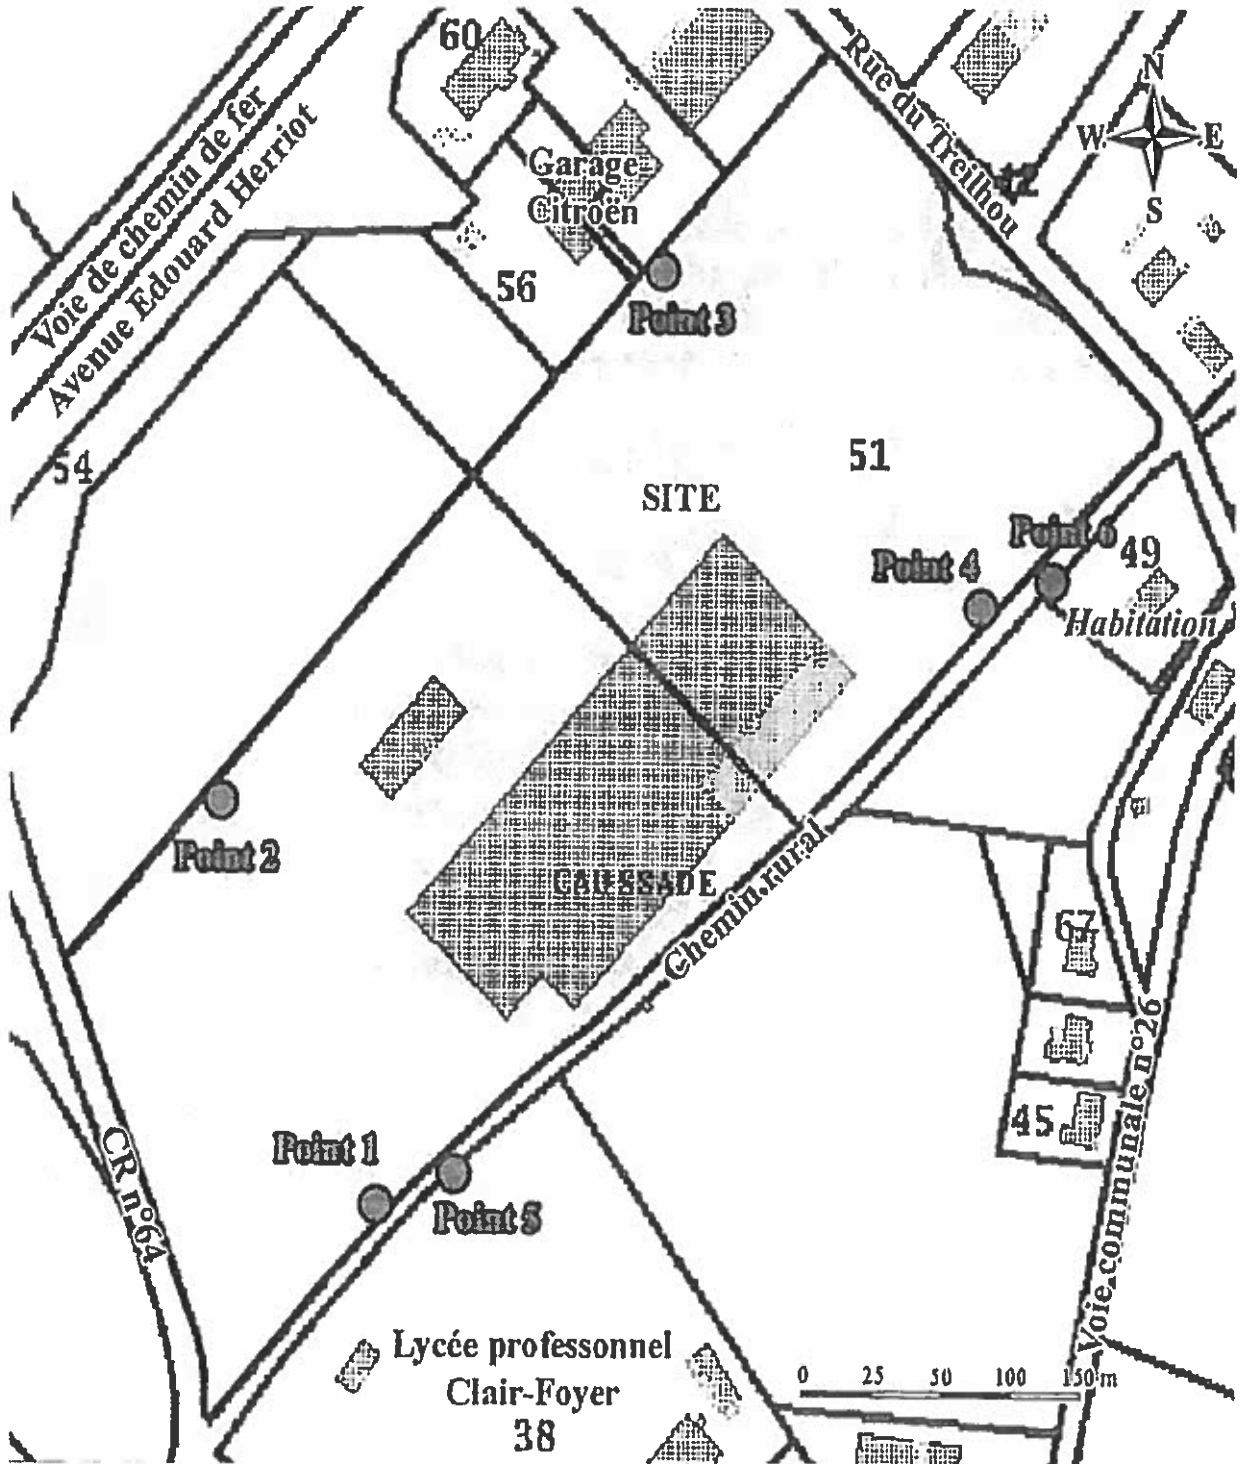 60
Rue du Treilhou
N
W E
S
Voie de chemin de fer
Avenue Edouard Herriot
Garage
Citroën
56
Point 3
54
51
SITE
Point 6
49
Point 4
Habitation
Point 2
CAUSSADE
Chemin rural
67
Voie communale n°26
45
CR n°64
Point 1
Point 5
Lycée professonnel
Clair-Foyer
38
0 25 50 100 150 m